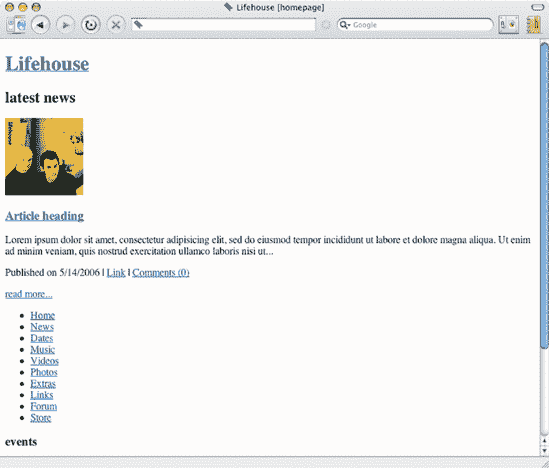 Lifehouse [homepage]
Google
Lifehouse
latest news
Article heading
Lorem ipsum dolor sit amet, consectetur adipisicing elit, sed do eiusmod tempor incididunt ut labore et dolore magna aliqua. Ut enim
ad minim veniam, quis nostrud exercitation ullamco laboris nisi ut...
Published on 5/14/2006 | Link | Comments (0)
read more...
Home
News
Dates
Music
Videos
Photos
Extras
Links
Forum
Store
events